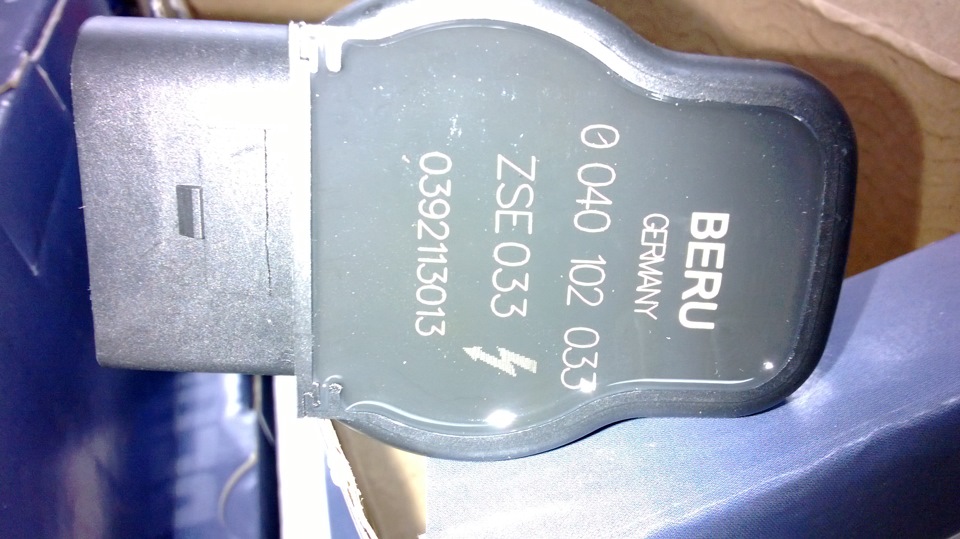 BERU
GERMANY
0 040 102 033
ZSE 033
0392113013